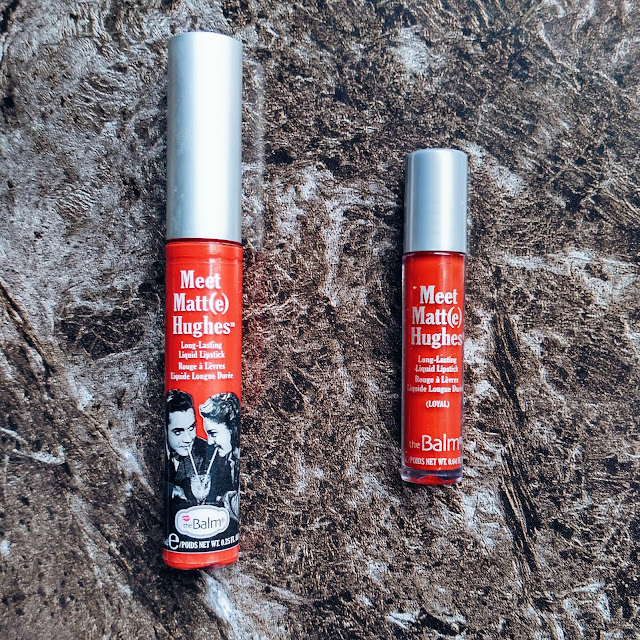 Meet
Matt(e)
Hughes™
Long-Lasting
Liquid Lipstick
Rouge à Lèvres
Liquide Longue Durée
theBalm®
e/POIDS NET WT. 0.25 FL
Meet
Matt(e)
Hughes
Long-Lasting
Liquid Lipstick
Rouge à Lèvres
Liquide Longue Durée
(LOYAL)
theBalm®
/POIDS NET WT. 0.04